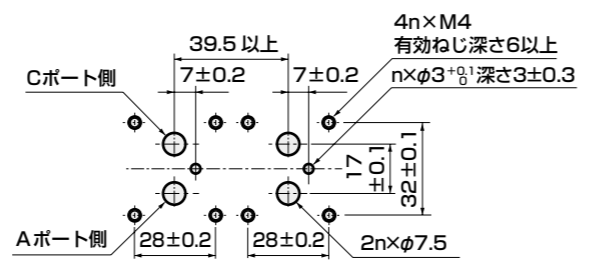 4n×M4
39.5 以上
有効ねじ深さ6以上
7±0.2
7±0.2
n×φ3 +0.1 0 深さ3±0.3
Cポート側
17
±0.1
32±0.1
Aポート側
28±0.2
28±0.2
2n×φ7.5